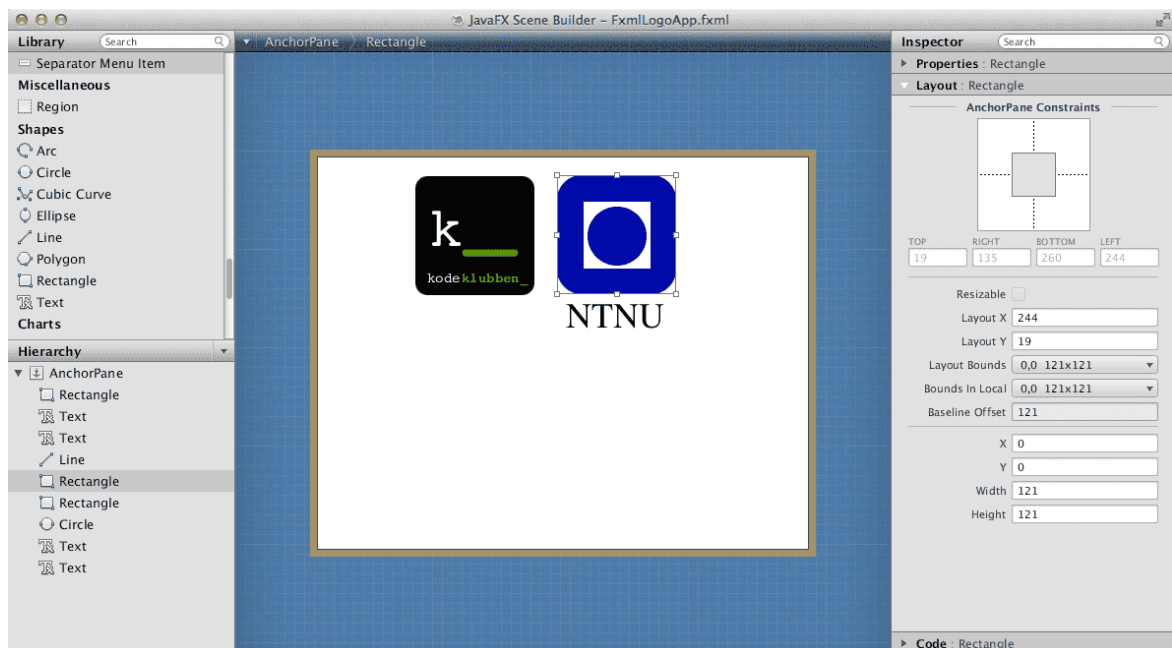 JavaFX Scene Builder – FxmlLogoApp.fxml
Library
Search
Separator Menu Item
Miscellaneous
Region
Shapes
Arc
Circle
Cubic Curve
Ellipse
Line
Polygon
Rectangle
Text
Charts
Hierarchy
AnchorPane
Rectangle
Text
Text
Line
Rectangle
Rectangle
Circle
Text
Text
AnchorPane Rectangle
k_
kodeklubben_
NTNU
Inspector
Search
Properties : Rectangle
Layout : Rectangle
AnchorPane Constraints
TOP RIGHT BOTTOM LEFT
19 135 260 244
Resizable
Layout X 244
Layout Y 19
Layout Bounds 0,0 121x121
Bounds In Local 0,0 121x121
Baseline Offset 121
X 0
Y 0
Width 121
Height 121
Code : Rectangle